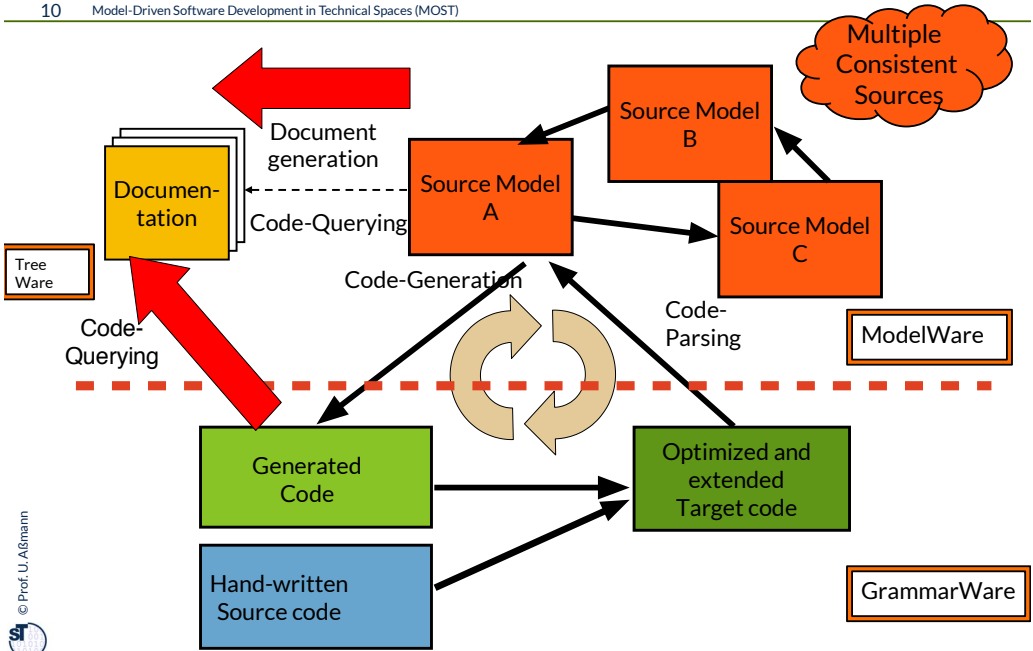 10 Model-Driven Software Development in Technical Spaces (MOST)
Multiple
Consistent
Sources
Source Model
B
Document
generation
Source Model
A
Documen-
tation
Code-Querying
Source Model
C
Tree
Ware
Code-Generation
Code-
Parsing
Code-
Querying
ModelWare
Generated
Code
Optimized and
extended
Target code
Hand-written
Source code
GrammarWare
© Prof. U. Aßmann
ST